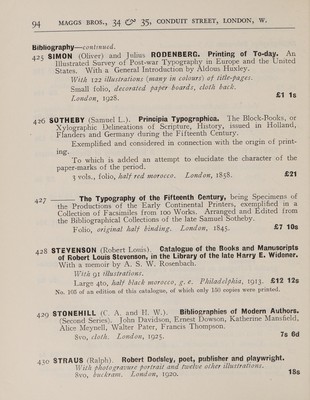 94 MAGGS BROS., 34 & 35, CONDUIT STREET, LONDON, W.
Bibliography—continued.
425 SIMON (Oliver) and Julius RODENBERG. Printing of To-day. An
Illustrated Survey of Post-war Typography in Europe and the United
States. With a General Introduction by Aldous Huxley.
With 122 illustrations (many in colours) of title-pages.
Small folio, decorated paper boards, cloth back.
London, 1928. £1 1s
426 SOTHEBY (Samuel L.). Principia Typographica. The Block-Books, or
Xylographic Delineations of Scripture, History, issued in Holland,
Flanders and Germany during the Fifteenth Century.
Exemplified and considered in connection with the origin of print-
ing.
To which is added an attempt to elucidate the character of the
paper-marks of the period.
3 vols., folio, half red morocco. London, 1858. £21
427 ——— The Typography of the Fifteenth Century, being Specimens of
the Productions of the Early Continental Printers, exemplified in a
Collection of Facsimiles from 100 Works. Arranged and Edited from
the Bibliographical Collections of the late Samuel Sotheby.
Folio, original half binding. London, 1845. £7 10s
428 STEVENSON (Robert Louis). Catalogue of the Books and Manuscripts
of Robert Louis Stevenson, in the Library of the late Harry E. Widener.
With a memoir by A. S. W. Rosenbach.
With 91 illustrations.
Large 4to, half black morocco, g. e. Philadelphia, 1913. £12 12s
No. 105 of an edition of this catalogue, of which only 150 copies were printed.
429 STONEHILL (C. A. and H. W.). Bibliographies of Modern Authors.
(Second Series). John Davidson, Ernest Dowson, Katherine Mansfield,
Alice Meynell, Walter Pater, Francis Thompson.
8vo, cloth. London, 1925. 7s 6d
430 STRAUS (Ralph). Robert Dodsley, poet, publisher and playwright.
With photogravure portrait and twelve other illustrations.
8vo, buckram. London, 1920. 18s